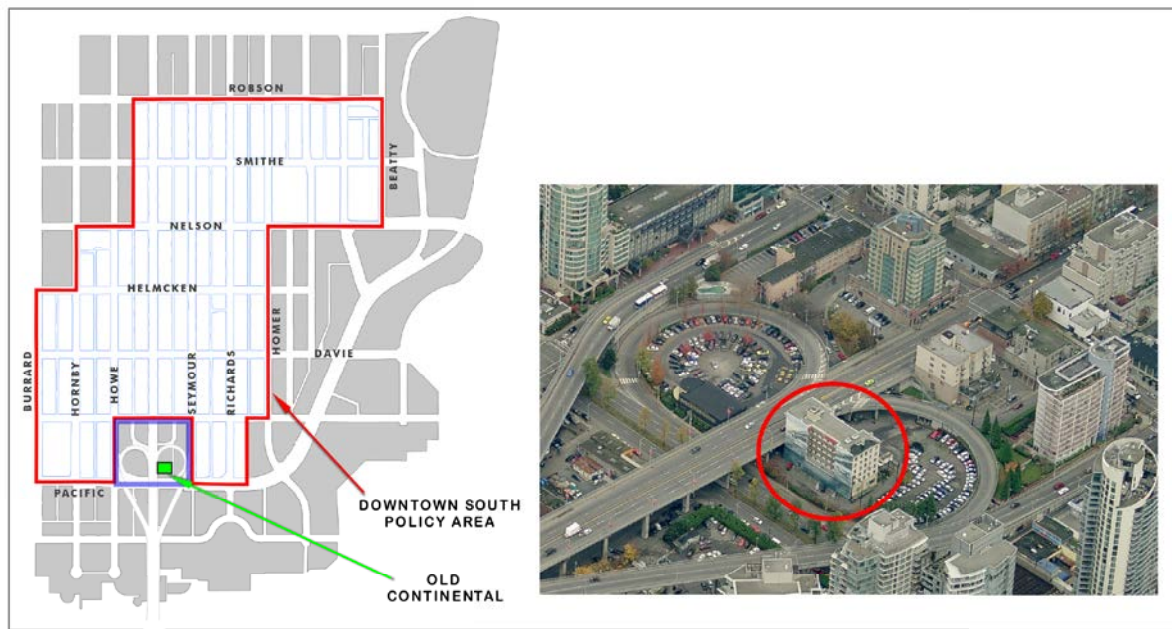 ROBSON
SMITHE
BEATTY
NELSON
HELMCKEN
HOMER
DAVIE
BURRARD
HORNBY
HOWE
SEYMOUR
RICHARDS
PACIFIC
DOWNTOWN SOUTH
POLICY AREA
OLD
CONTINENTAL